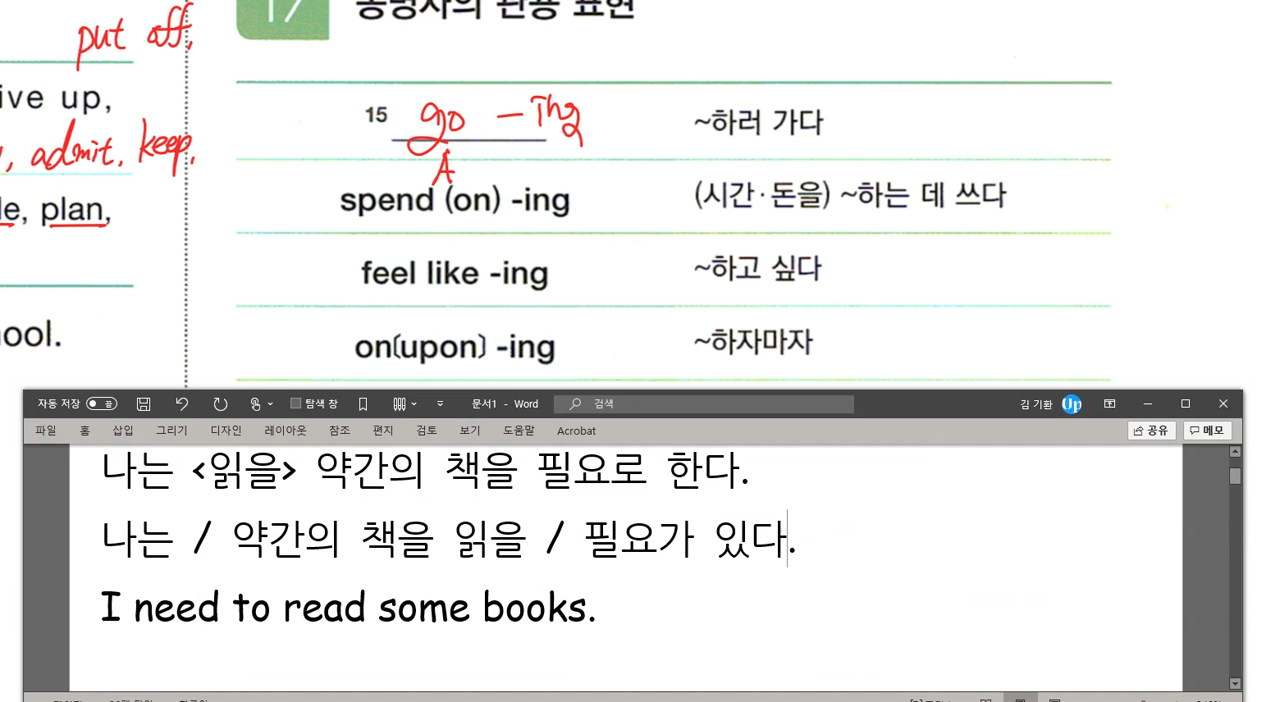 put off,
17 동명사의 관용 표현
ive up,
15 go -ing ~하러 가다
, admit, keep,
A
le, plan,
spend (on) -ing (시간·돈을) ~하는 데 쓰다
feel like -ing ~하고 싶다
ool.
on(upon) -ing ~하자마자
자동 저장 끔 탐색 창 문서1 - Word 검색 김 기환 Up
파일 홈 삽입 그리기 디자인 레이아웃 참조 편지 검토 보기 도움말 Acrobat 공유 메모
나는 <읽을> 약간의 책을 필요로 한다.
나는 / 약간의 책을 읽을 / 필요가 있다.
I need to read some books.